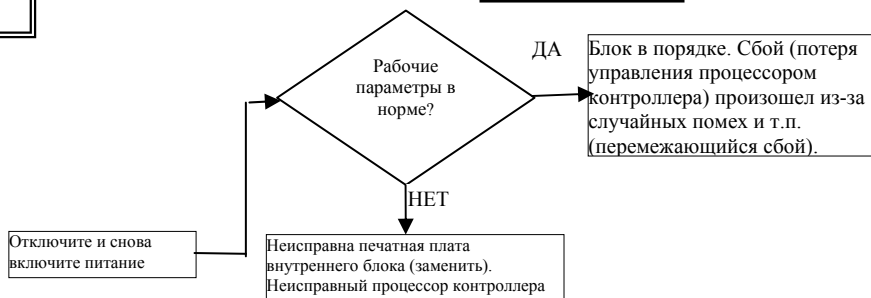 Рабочие
параметры в
норме?
ДА
Блок в порядке. Сбой (потеря
управления процессором
контроллера) произошел из-за
случайных помех и т.п.
(перемежающийся сбой).
НЕТ
Отключите и снова
включите питание
Неисправна печатная плата
внутреннего блока (заменить).
Неисправный процессор контроллера